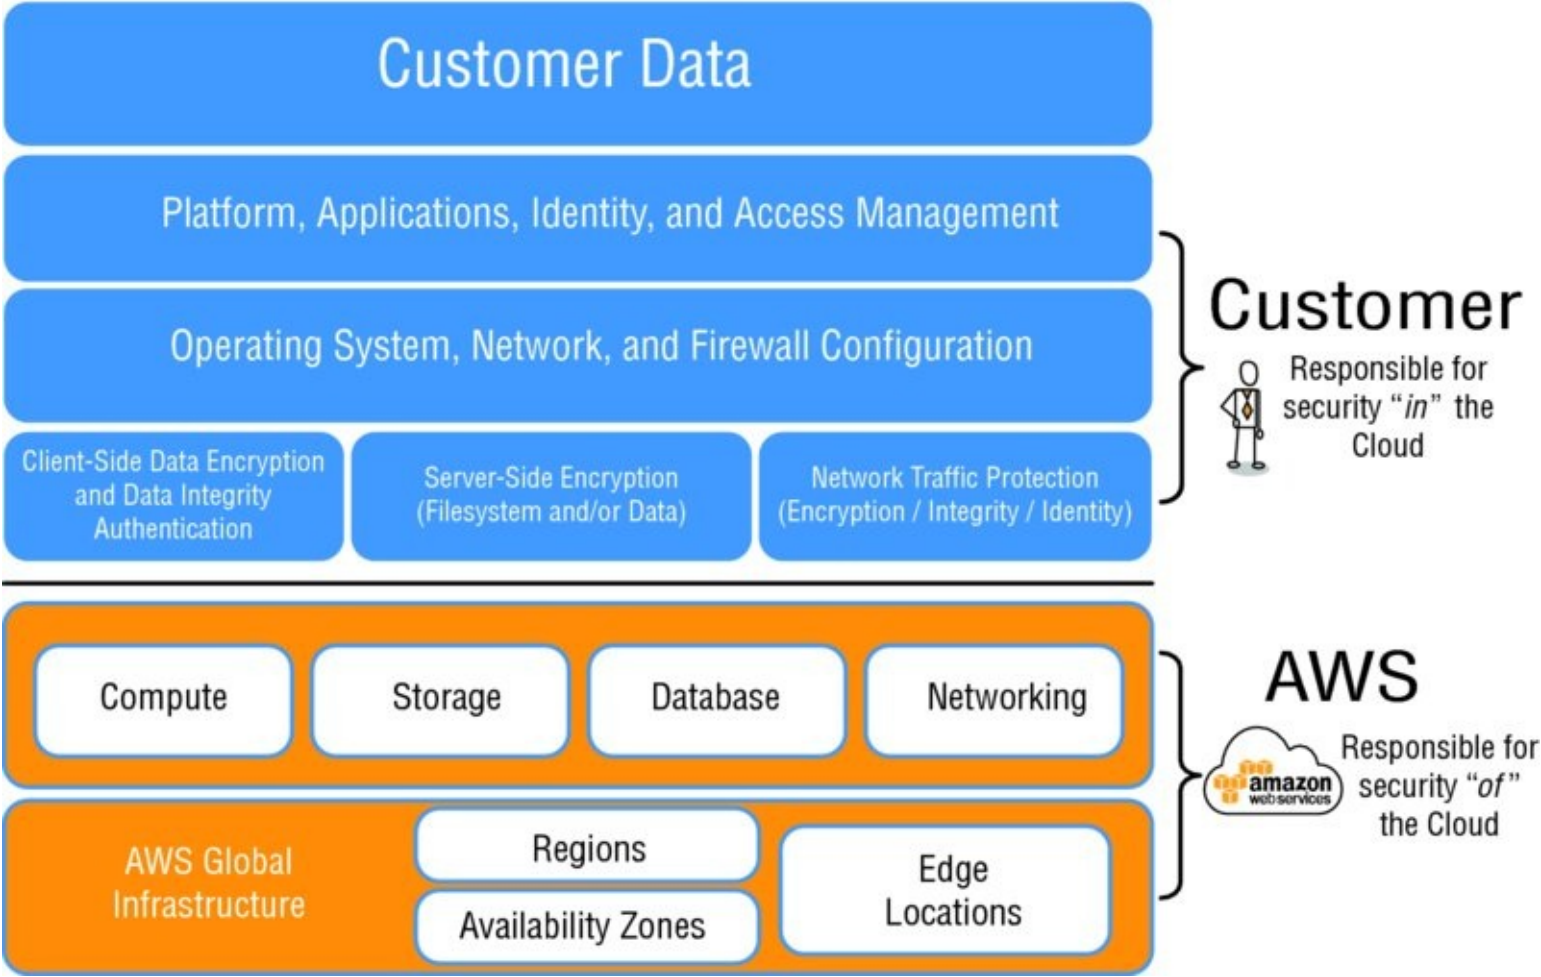 Customer Data
Platform, Applications, Identity, and Access Management
Operating System, Network, and Firewall Configuration
Client-Side Data Encryption
and Data Integrity
Authentication
Server-Side Encryption
(Filesystem and/or Data)
Network Traffic Protection
(Encryption / Integrity / Identity)
Customer
Responsible for
security “in” the
Cloud
Compute
Storage
Database
Networking
AWS Global
Infrastructure
Regions
Availability Zones
Edge
Locations
AWS
amazon
webservices
Responsible for
security “of”
the Cloud